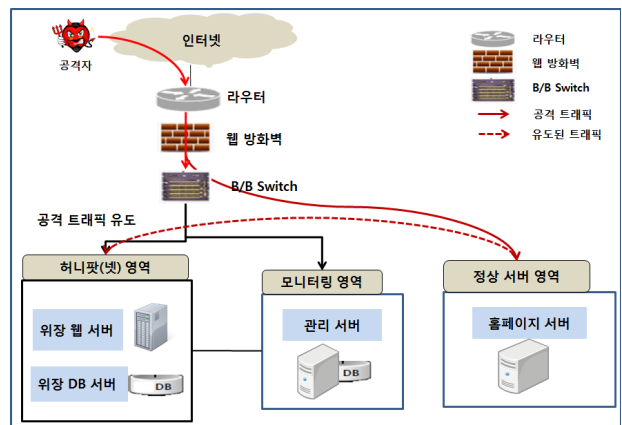 인터넷
공격자
라우터
웹 방화벽
B/B Switch
공격 트래픽 유도
라우터
웹 방화벽
B/B Switch
공격 트래픽
유도된 트래픽
허니팟(넷) 영역
모니터링 영역
정상 서버 영역
위장 웹 서버
위장 DB 서버
DB
관리 서버
DB
홈페이지 서버